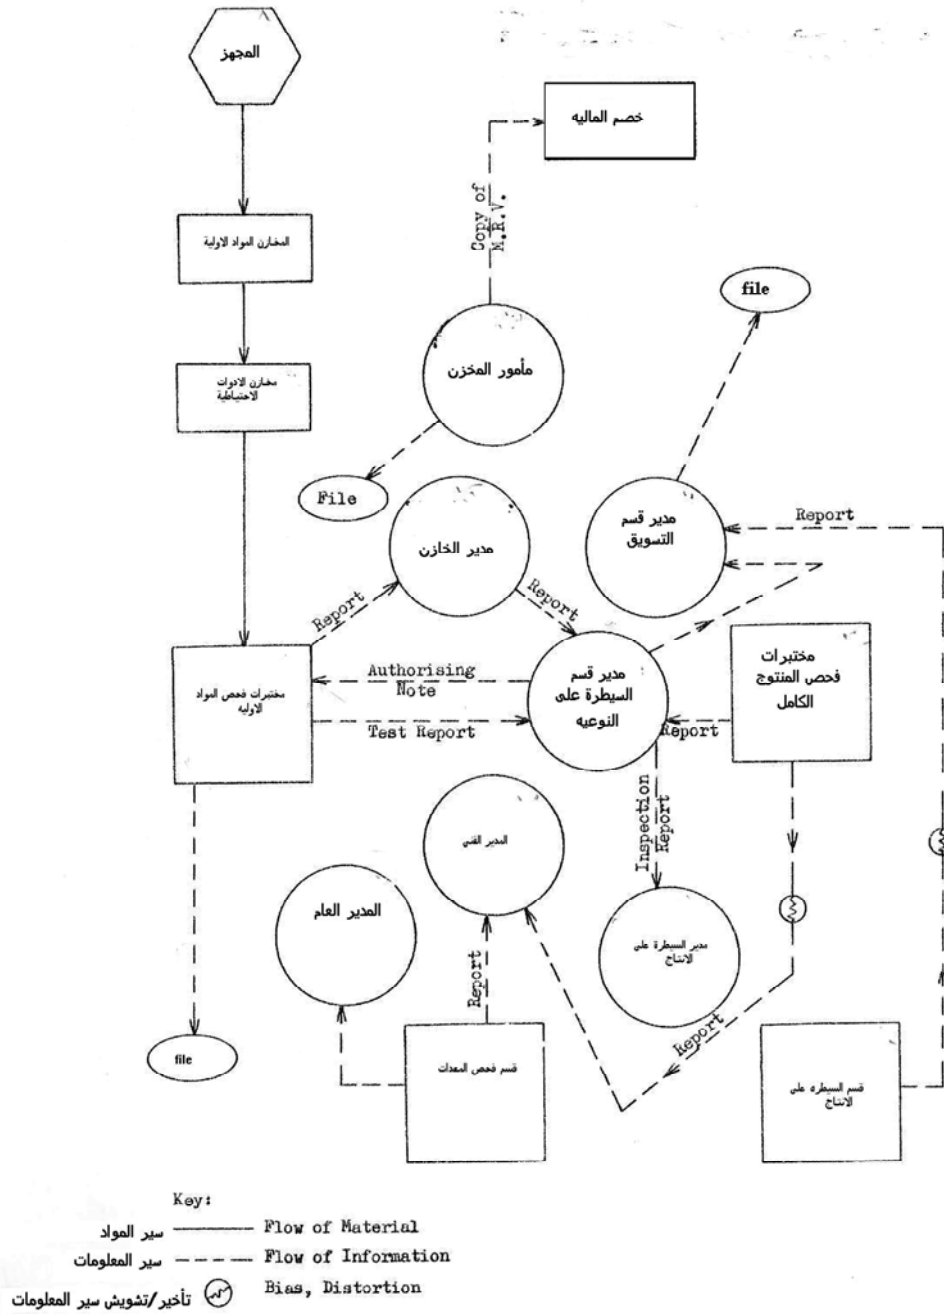 المجهز
خصم الماليه
Copy of
M.R.V.
المخازن المواد الاولية
file
مأمور المخزن
مخازن الادوات
الاحتياطية
File
مدير قسم
التسويق
Report
مدير الخازن
Report
Report
مختبرات
فحص المنتوج
الكامل
Authorising
Note
مدير قسم
السيطرة على
النوعيه
مختبرات فحص المواد
الاوليه
Test Report
Report
Inspection
Report
المدير الفني
المدير العام
مدير السيطرة على
الانتاج
Report
Report
file
قسم فحص المعدات
قسم السيطره على
الانتاج
Key:
سير المواد Flow of Material
سير المعلومات Flow of Information
تأخير/تشويش سير المعلومات Bias, Distortion